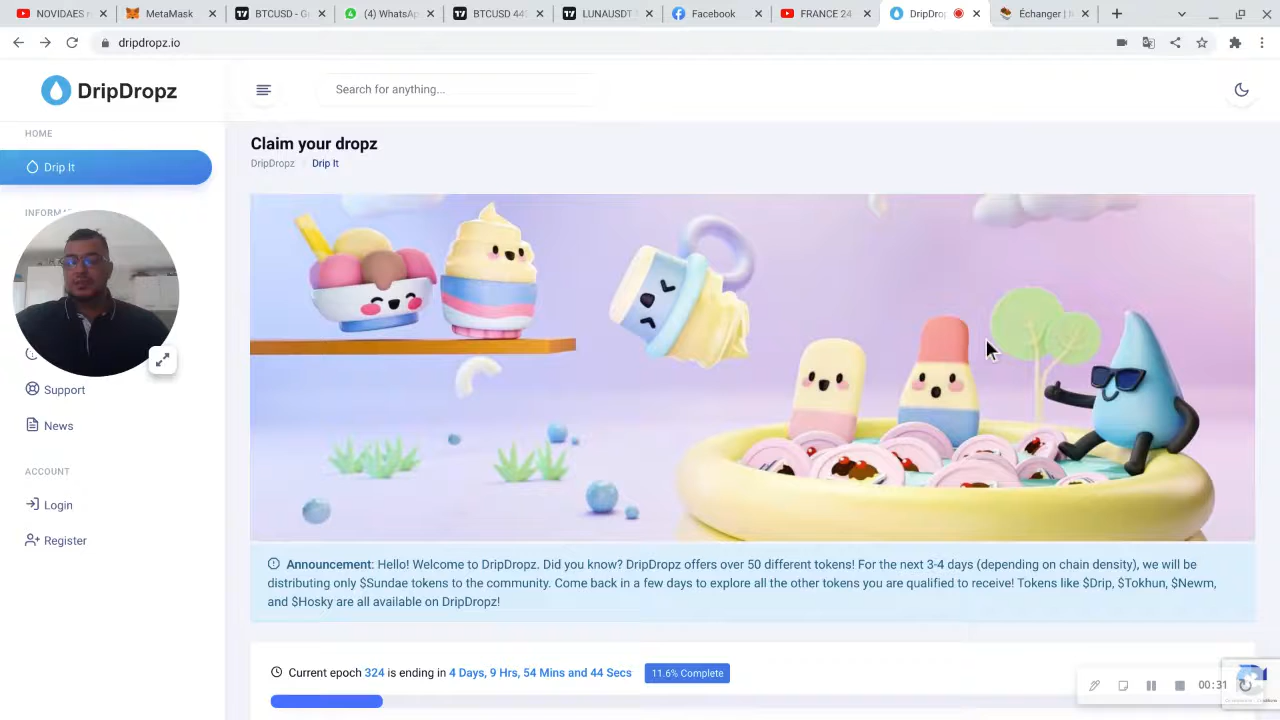 NOVIDAES r
MetaMask
BTCUSD - G
(4) WhatsA
BTCUSD 44
LUNAUSDT
Facebook
FRANCE 24
DripDrop
Échanger |
dripdropz.io
DripDropz
Search for anything...
HOME
Drip It
INFORMA
Support
News
ACCOUNT
Login
Register
Claim your dropz
DripDropz Drip It
Announcement: Hello! Welcome to DripDropz. Did you know? DripDropz offers over 50 different tokens! For the next 3-4 days (depending on chain density), we will be
distributing only $Sundae tokens to the community. Come back in a few days to explore all the other tokens you are qualified to receive! Tokens like $Drip, $Tokhun, $Newm,
and $Hosky are all available on DripDropz!
Current epoch 324 is ending in 4 Days, 9 Hrs, 54 Mins and 44 Secs 11.6% Complete
00:31